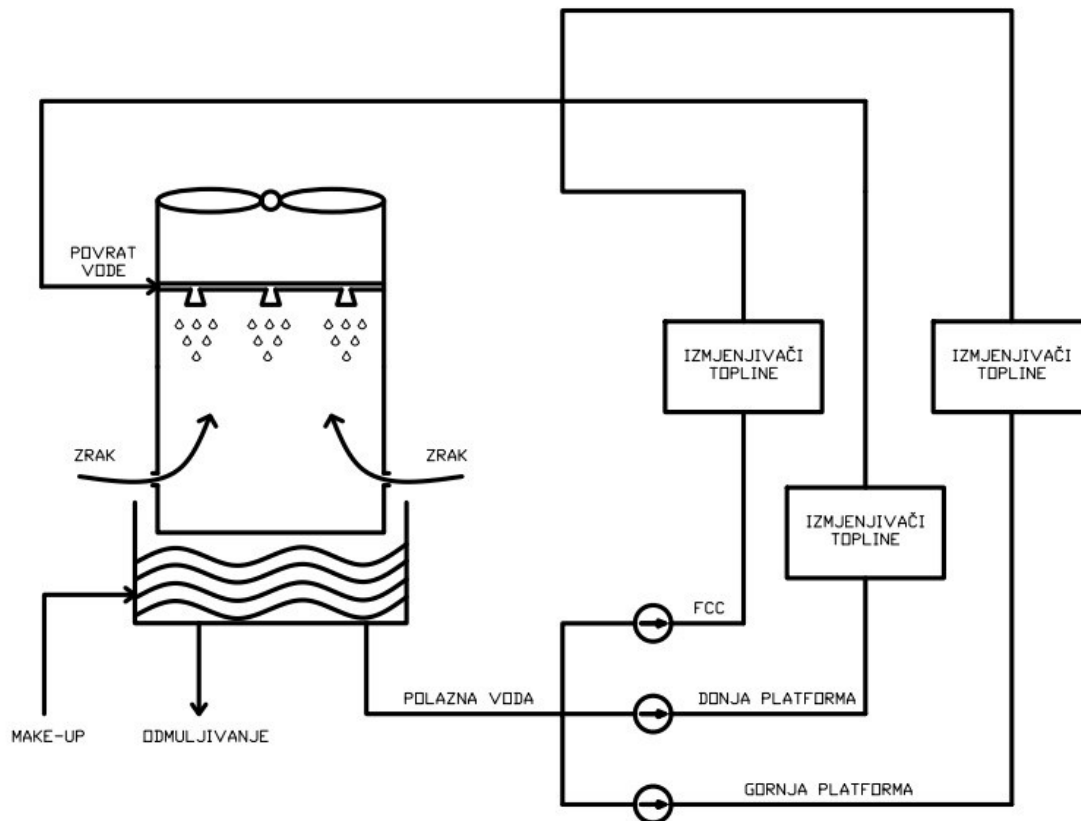 POVRAT
VODE
IZMJENJIVAČI
TOPLINE
IZMJENJIVAČI
TOPLINE
ZRAK
ZRAK
IZMJENJIVAČI
TOPLINE
FCC
POLAZNA VODA
DONJA PLATFORMA
MAKE-UP
ODMULJIVANJE
GORNJA PLATFORMA